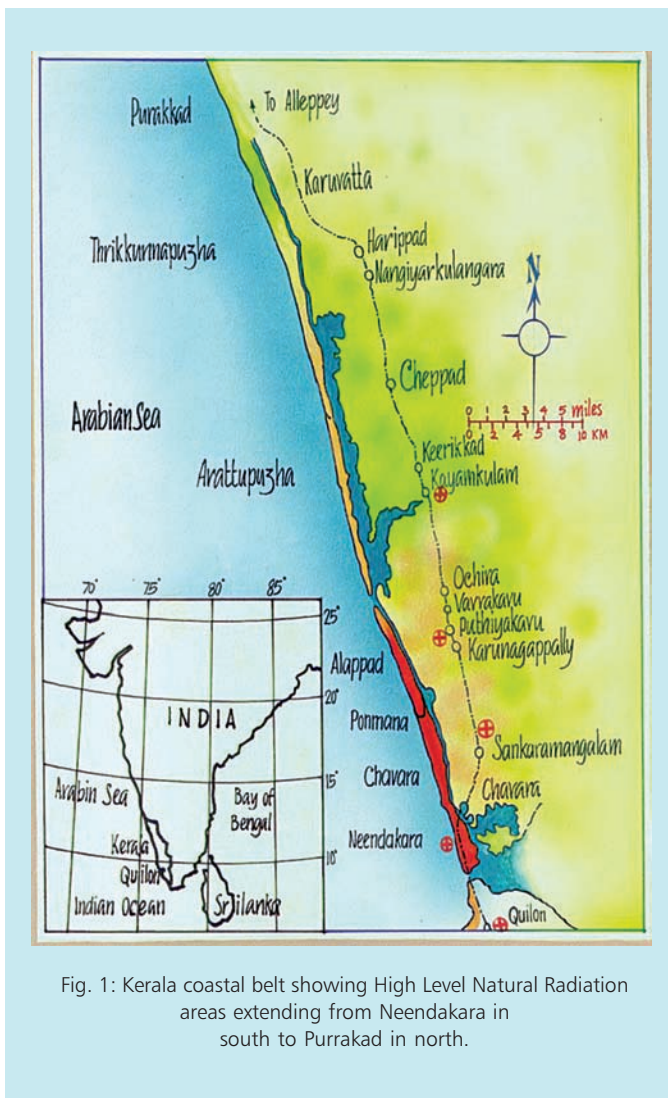 Purakkad
To Alleppey
Karuvatta
Thrikkunnapuzha
Harippad
Nangiyarkulangara
N
Cheppad
0 1 2 3 4 5 miles
0 2 4 6 8 10 KM
Arabian Sea
Keerikkad
Arattupuzha
Kayamkulam
Ochira
Vavvakavu
Puthiyakavu
Karunagappally
70° 75° 80° 85°
25°
Alappad
20°
INDIA
Ponmana
Sankaramangalam
15°
Chavara
Chavara
Arabin Sea
Bay of
Bengal
Neendakara
Kerala
10°
Quilon
Indian Ocean
Srilanka
Quilon
Fig. 1: Kerala coastal belt showing High Level Natural Radiation
areas extending from Neendakara in
south to Purrakad in north.